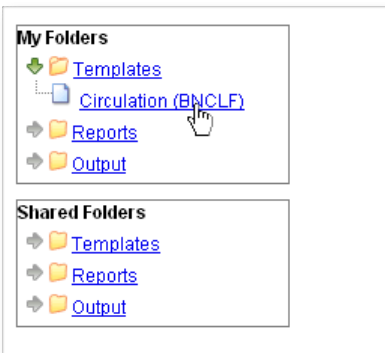 My Folders
Templates
Circulation (BNCLF)
Reports
Output
Shared Folders
Templates
Reports
Output